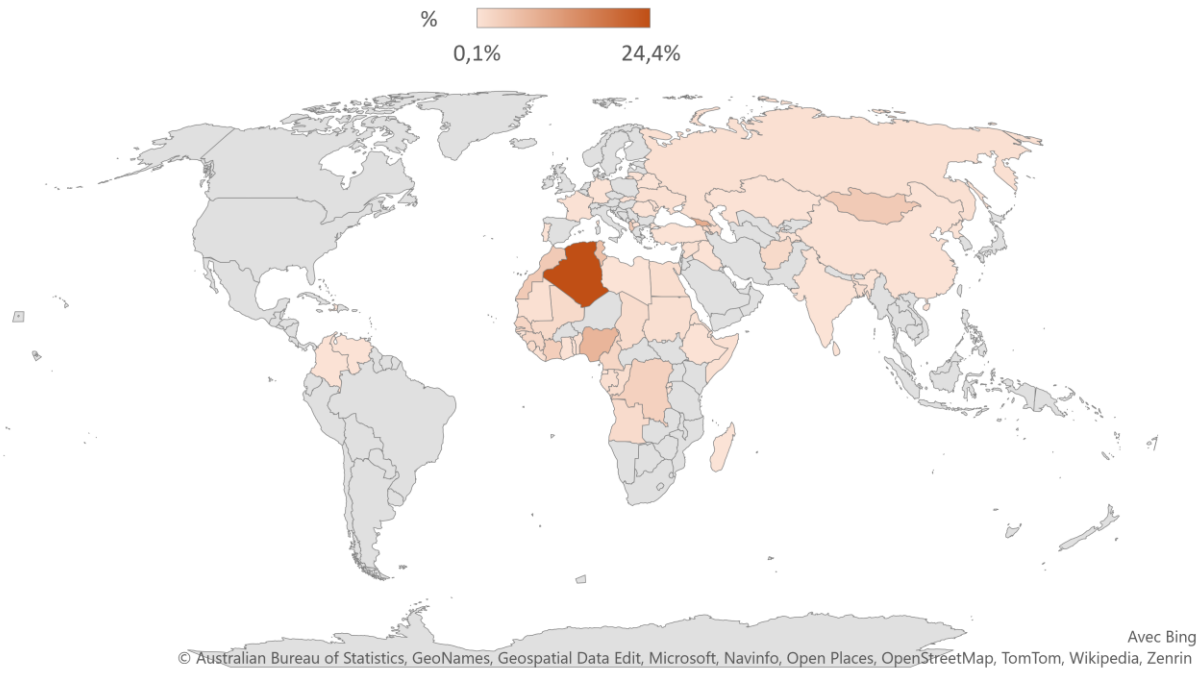 %
0,1% 24,4%
Avec Bing
© Australian Bureau of Statistics, GeoNames, Geospatial Data Edit, Microsoft, Navinfo, Open Places, OpenStreetMap, TomTom, Wikipedia, Zenrin